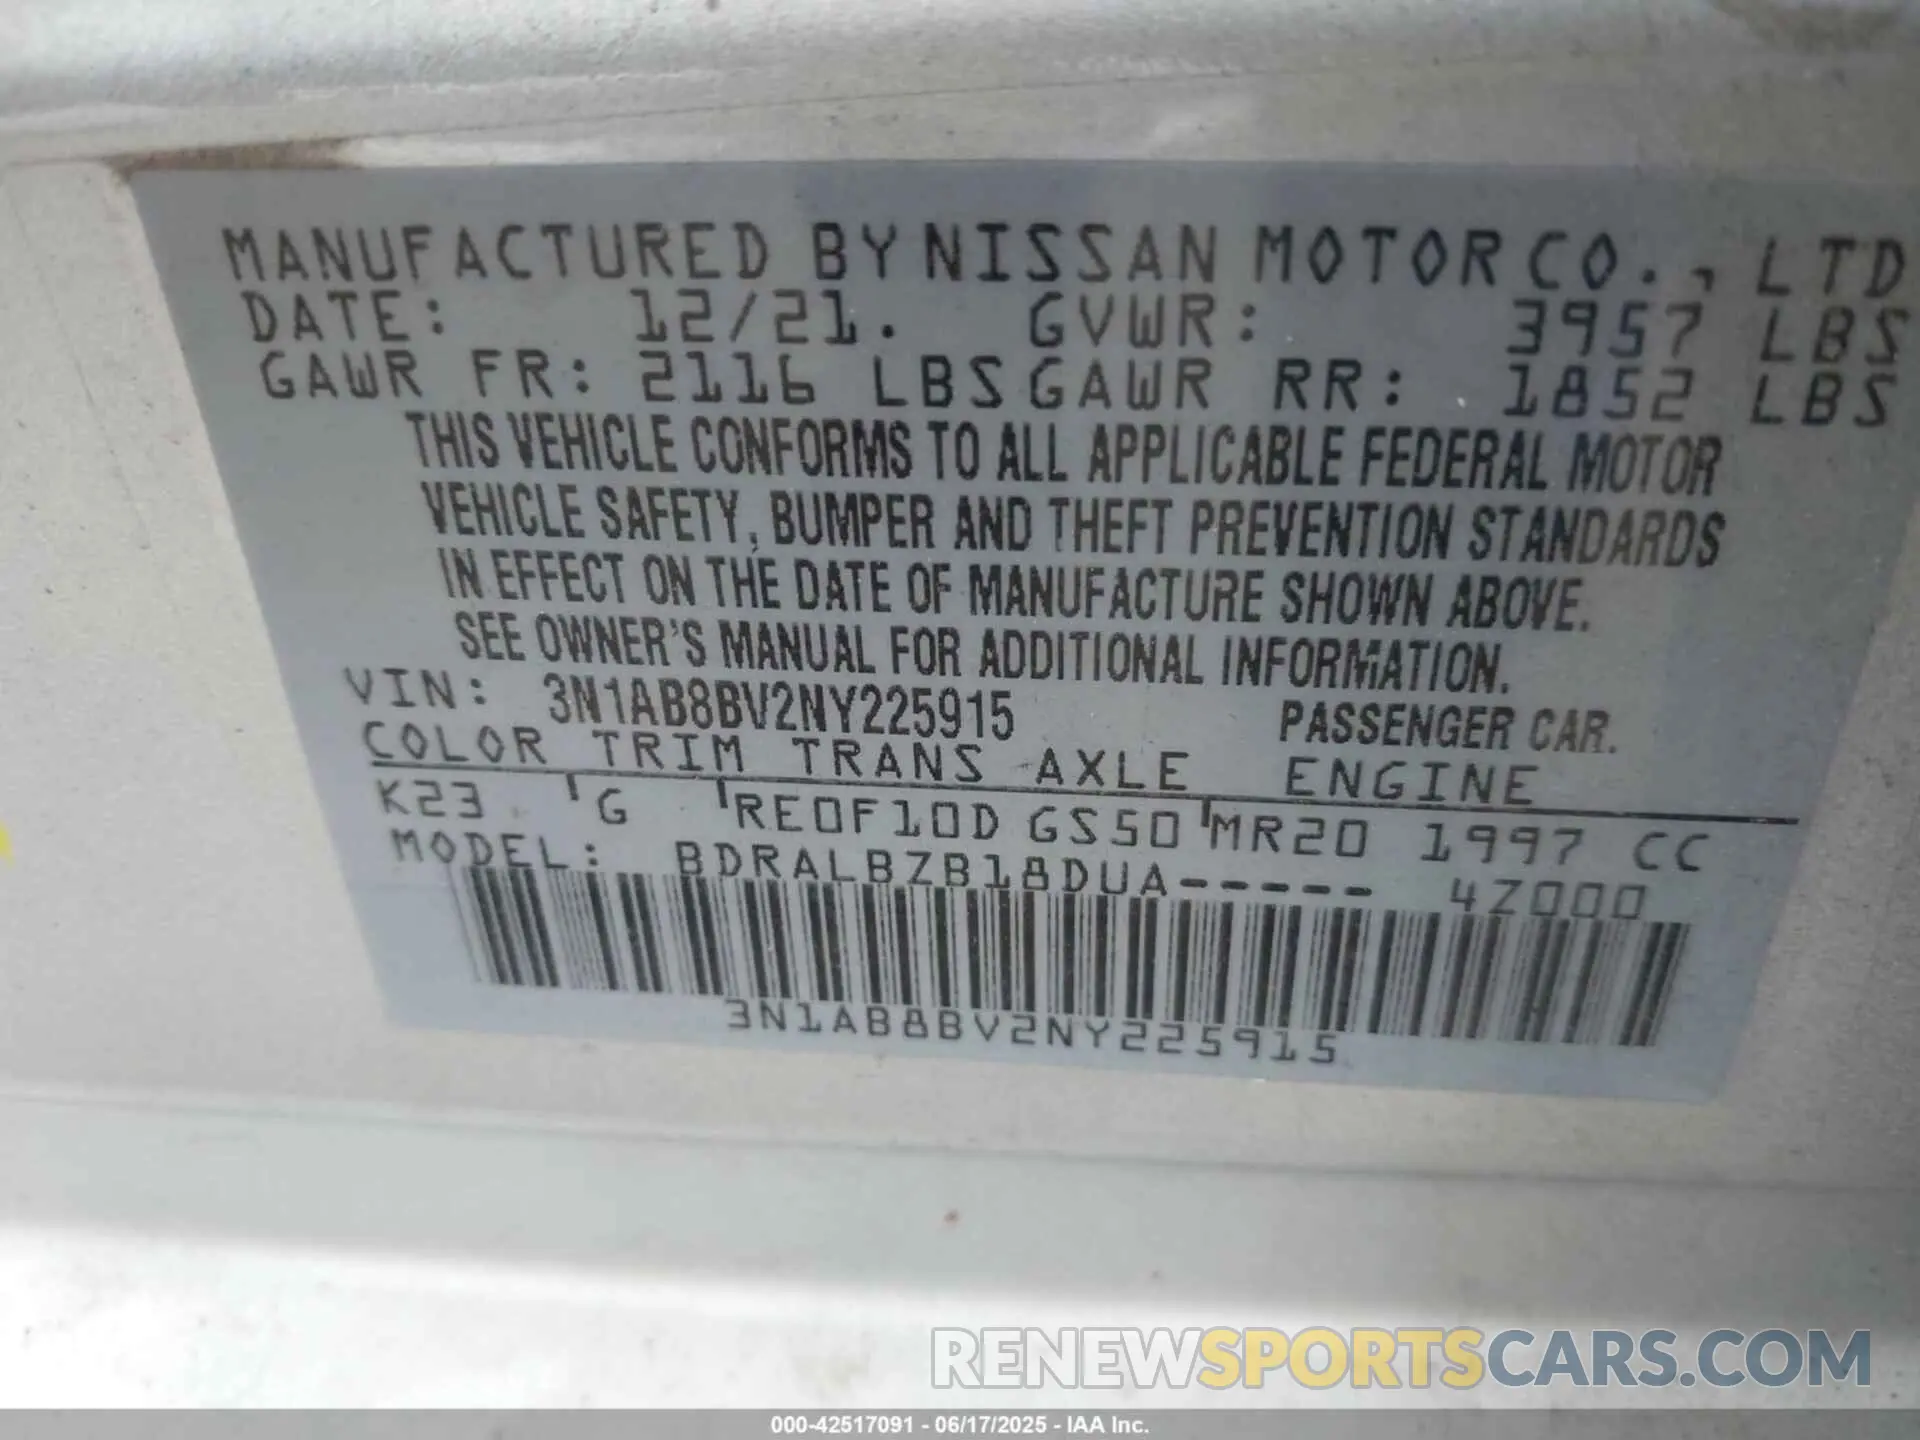 MANUFACTURED BY NISSAN MOTOR CO., LTD
DATE: 12/21. GVWR: 3957 LBS
GAWR FR: 2116 LBS GAWR RR: 1852 LBS
THIS VEHICLE CONFORMS TO ALL APPLICABLE FEDERAL MOTOR
VEHICLE SAFETY, BUMPER AND THEFT PREVENTION STANDARDS
IN EFFECT ON THE DATE OF MANUFACTURE SHOWN ABOVE.
SEE OWNER'S MANUAL FOR ADDITIONAL INFORMATION.
VIN: 3N1AB8BV2NY225915 PASSENGER CAR.
COLOR TRIM TRANS AXLE ENGINE
K23 G RE0F10D GS50 MR20 1997 CC
MODEL: BDRALBZB18DUA----- 4Z000
3N1AB8BV2NY225915
RENEWSPORTSCARS.COM
000-42517091 - 06/17/2025 - IAA Inc.